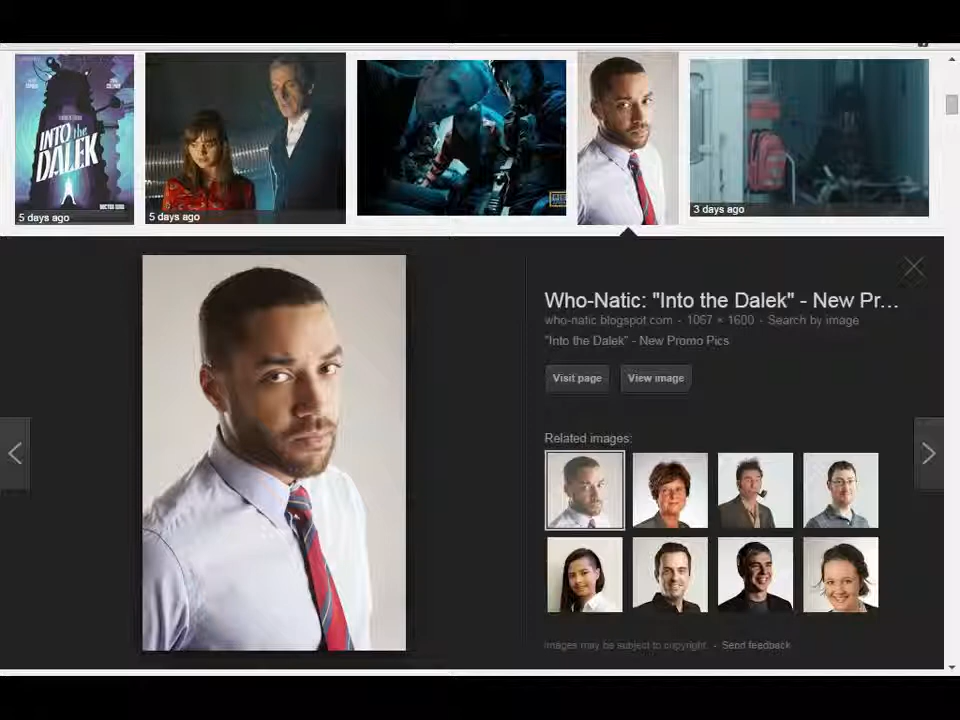 INTO the
DALEK
5 days ago
5 days ago
3 days ago
Who-Natic: "Into the Dalek" - New Pr...
who-natic.blogspot.com - 1067 × 1600 - Search by image
"Into the Dalek" - New Promo Pics
Visit page
View image
Related images:
Images may be subject to copyright. - Send feedback